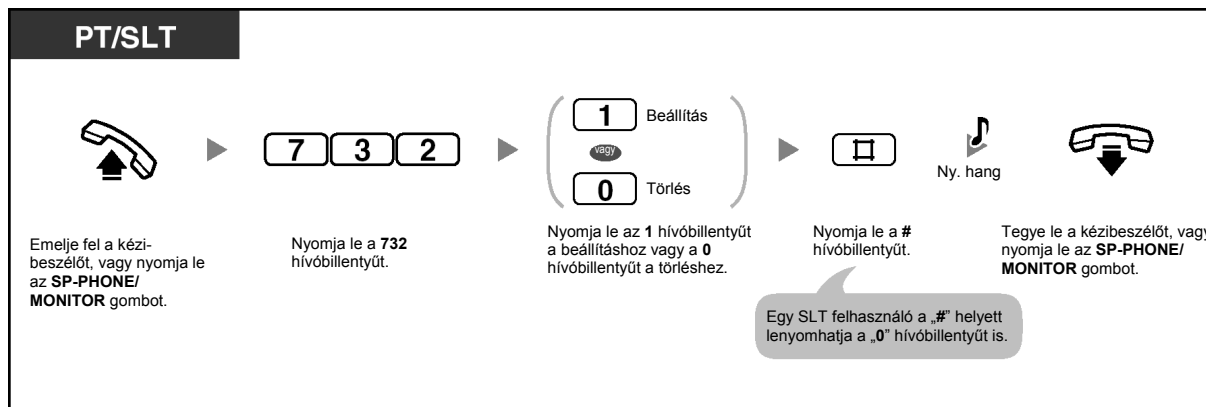 PT/SLT
7 3 2
1 Beállítás
vagy
0 Törlés
Ny. hang
Emelje fel a kézi-
beszélőt, vagy nyomja le
az SP-PHONE/
MONITOR gombot.
Nyomja le a 732
hívóbillentyűt.
Nyomja le az 1 hívóbillentyűt
a beállításhoz vagy a 0
hívóbillentyűt a törléshez.
Nyomja le a #
hívóbillentyűt.
Tegye le a kézibeszélőt, vagy
nyomja le az SP-PHONE/
MONITOR gombot.
Egy SLT felhasználó a „#” helyett
lenyomhatja a „0” hívóbillentyűt is.